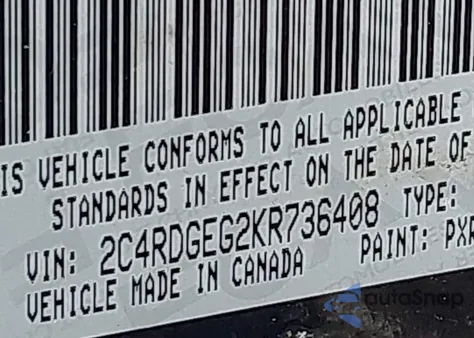 IS VEHICLE CONFORMS TO ALL APPLICABLE
STANDARDS IN EFFECT ON THE DATE OF
VIN: 2C4RDGEG2KR736408 TYPE:
VEHICLE MADE IN CANADA PAINT: PXR
autoSnap